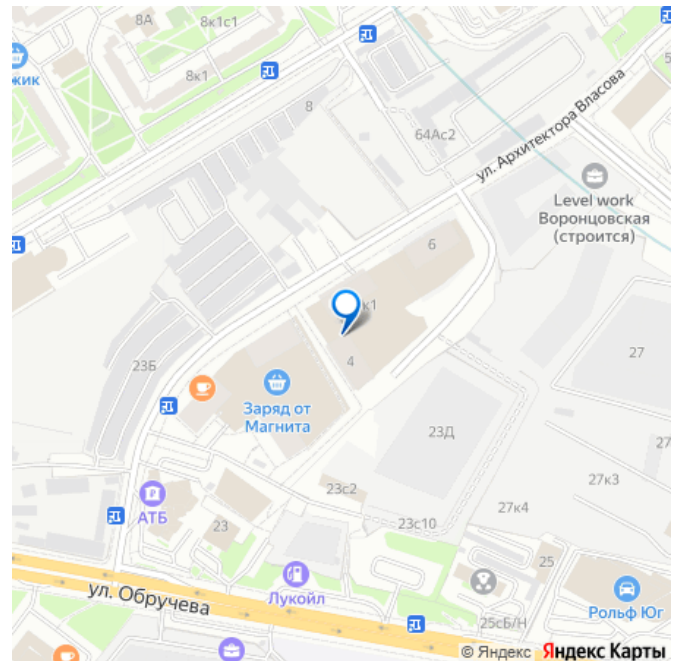 8А
8к1с1
жик
8к1
8
64Ас2
ул. Архитектора Власова
Level work
Воронцовская
(строится)
6
к1
4
23Б
27
Заряд от
Магнита
23Д
27
27к3
23с2
27к4
АТБ
23
23с10
25
ул. Обручева
Лукойл
25сБ/Н
Рольф Юг
© Яндекс Яндекс Карты